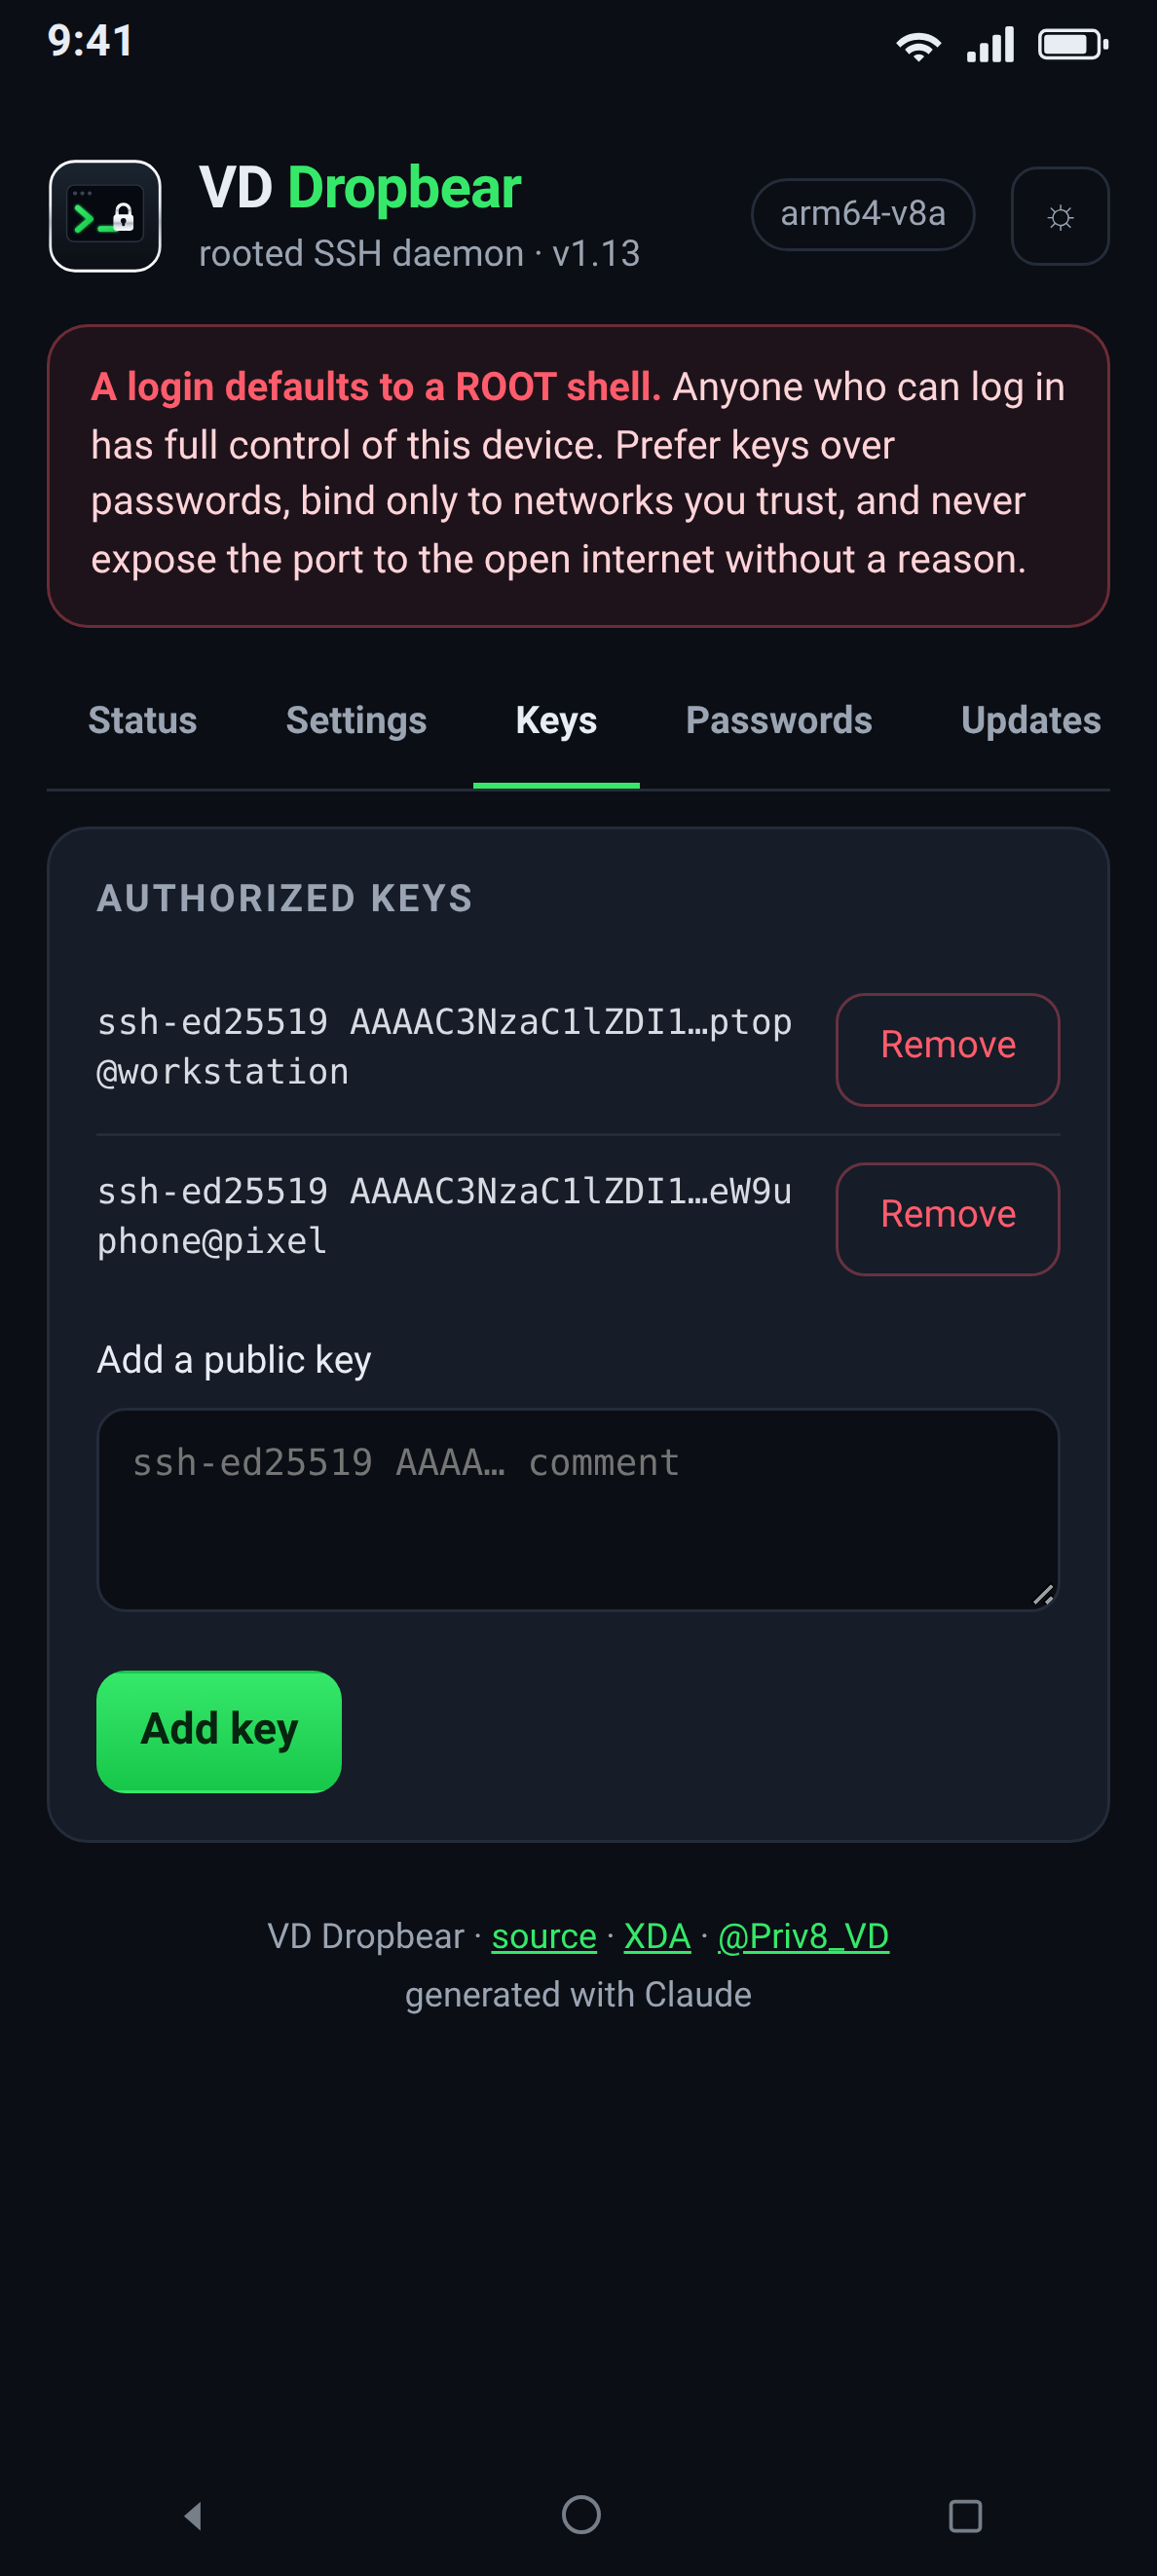 9:41
VD Dropbear
rooted SSH daemon · v1.13
arm64-v8a
A login defaults to a ROOT shell. Anyone who can log in
has full control of this device. Prefer keys over
passwords, bind only to networks you trust, and never
expose the port to the open internet without a reason.
Status Settings Keys Passwords Updates
AUTHORIZED KEYS
ssh-ed25519 AAAAC3NzaC1lZDI1…ptop
@workstation
Remove
ssh-ed25519 AAAAC3NzaC1lZDI1…eW9u
phone@pixel
Remove
Add a public key
ssh-ed25519 AAAA… comment
Add key
VD Dropbear · source · XDA · @Priv8_VD
generated with Claude